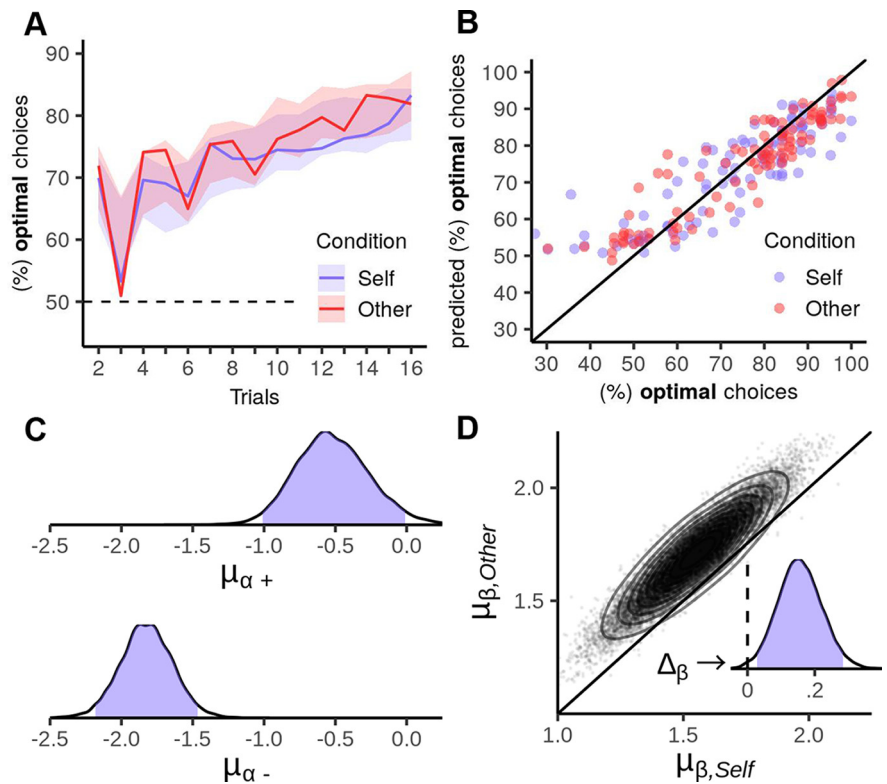 A
(%) optimal choices
90
80
70
60
50
2 4 6 8 10 12 14 16
Trials
Condition
Self
Other
B
predicted (%) optimal choices
100
90
80
70
60
50
40
30
30 40 50 60 70 80 90 100
(%) optimal choices
Condition
Self
Other
C
-2.5 -2.0 -1.5 -1.0 -0.5 0.0
μα +
-2.5 -2.0 -1.5 -1.0 -0.5 0.0
μα -
D
μβ,Other
2.0
1.5
Δβ →
0 .2
1.0 1.5 2.0
μβ,Self